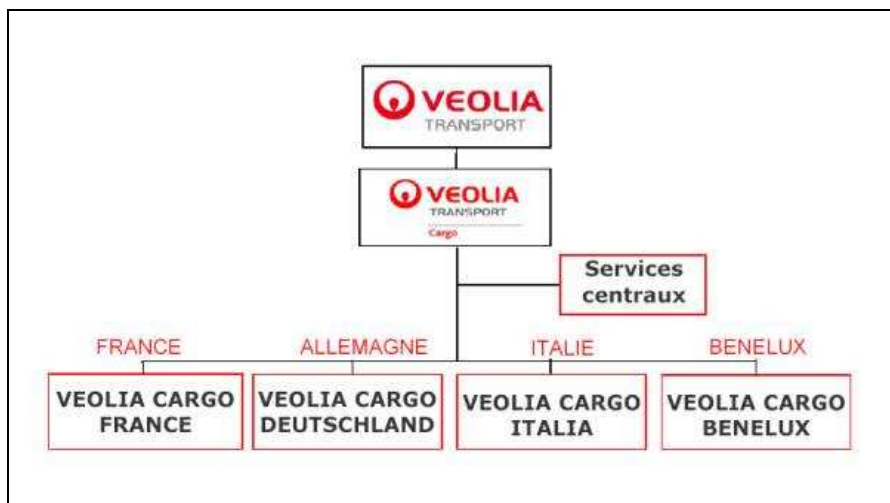 VEOLIA
TRANSPORT
VEOLIA
TRANSPORT
Cargo
Services
centraux
FRANCE
ALLEMAGNE
ITALIE
BENELUX
VEOLIA CARGO
FRANCE
VEOLIA CARGO
DEUTSCHLAND
VEOLIA CARGO
ITALIA
VEOLIA CARGO
BENELUX